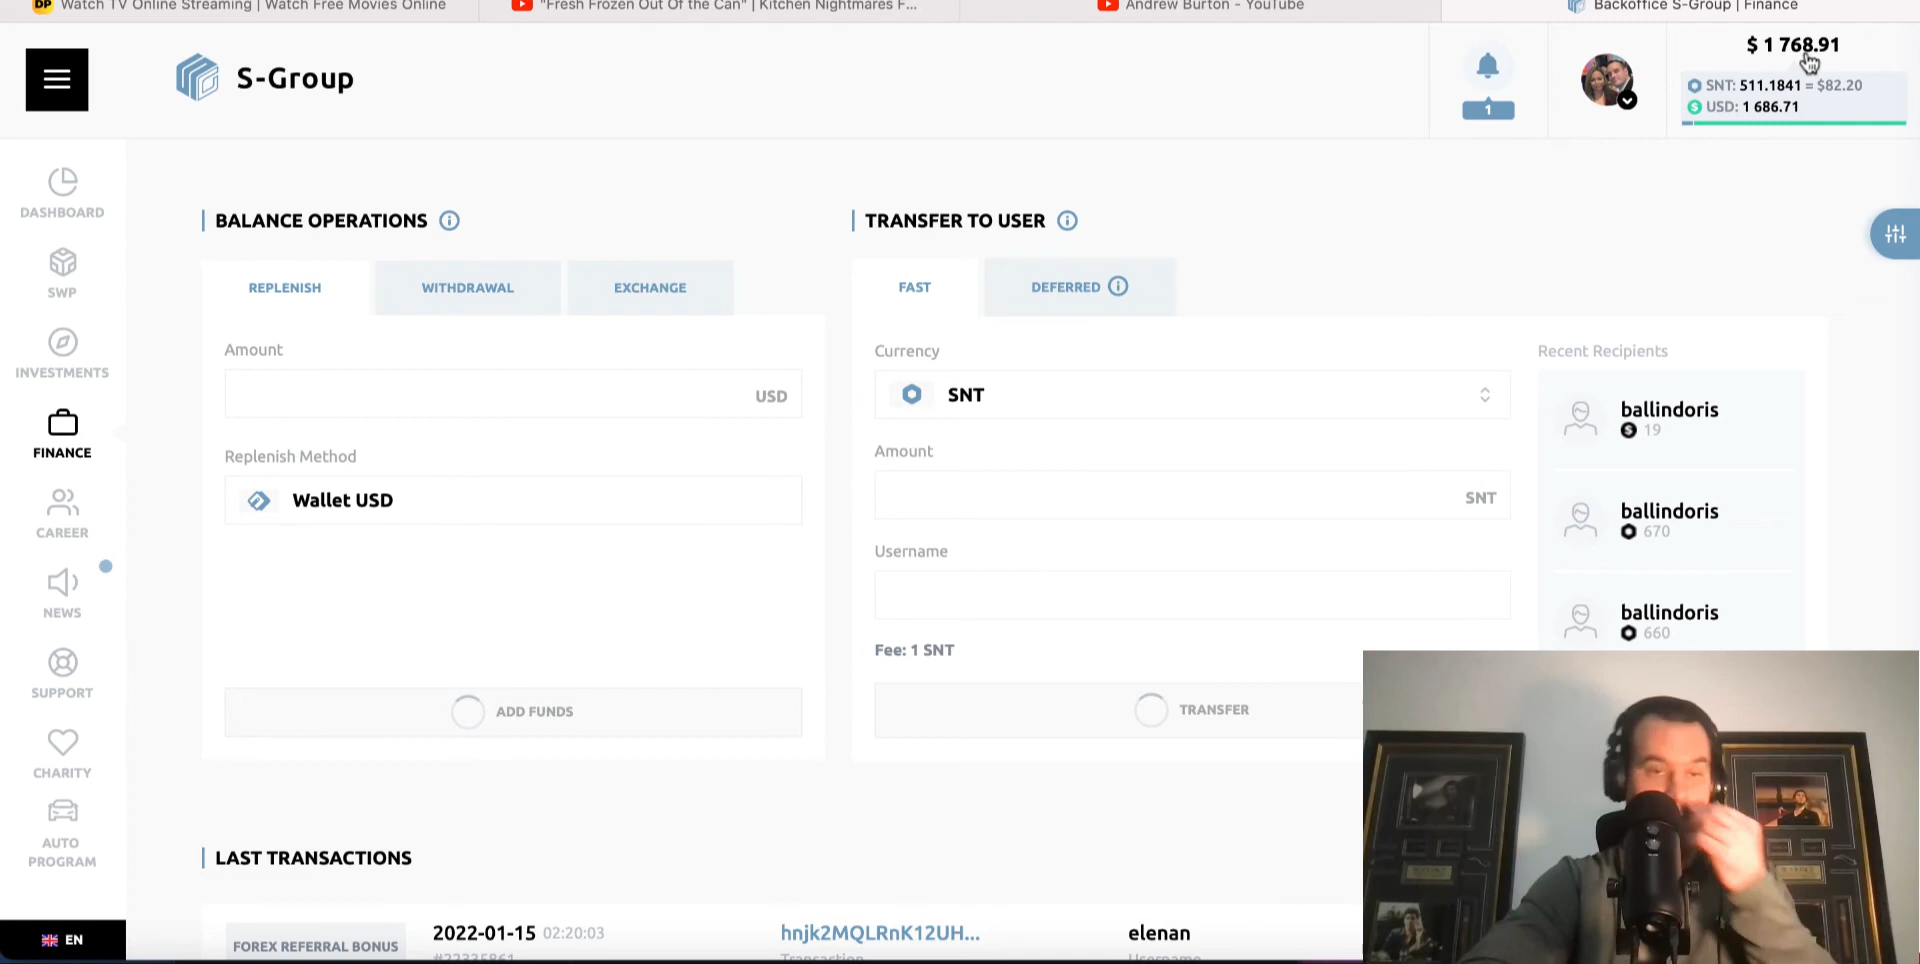 DP Watch TV Online Streaming | Watch Free Movies Online
"Fresh Frozen Out Of the Can" | Kitchen Nightmares F...
Andrew Burton - YouTube
Backoffice S-Group | Finance
S-Group
1
$ 1 768.91
SNT: 511.1841 = $82.20
USD: 1 686.71
DASHBOARD
SWP
INVESTMENTS
FINANCE
CAREER
NEWS
SUPPORT
CHARITY
AUTO
PROGRAM
EN
BALANCE OPERATIONS
REPLENISH WITHDRAWAL EXCHANGE
Amount
USD
Replenish Method
Wallet USD
ADD FUNDS
TRANSFER TO USER
FAST DEFERRED
Currency
SNT
Amount
SNT
Username
Fee: 1 SNT
TRANSFER
Recent Recipients
ballindoris
19
ballindoris
670
ballindoris
660
LAST TRANSACTIONS
FOREX REFERRAL BONUS
2022-01-15 02:20:03
#22335861
hnjk2MQLRnK12UH...
Transaction
elenan
Username